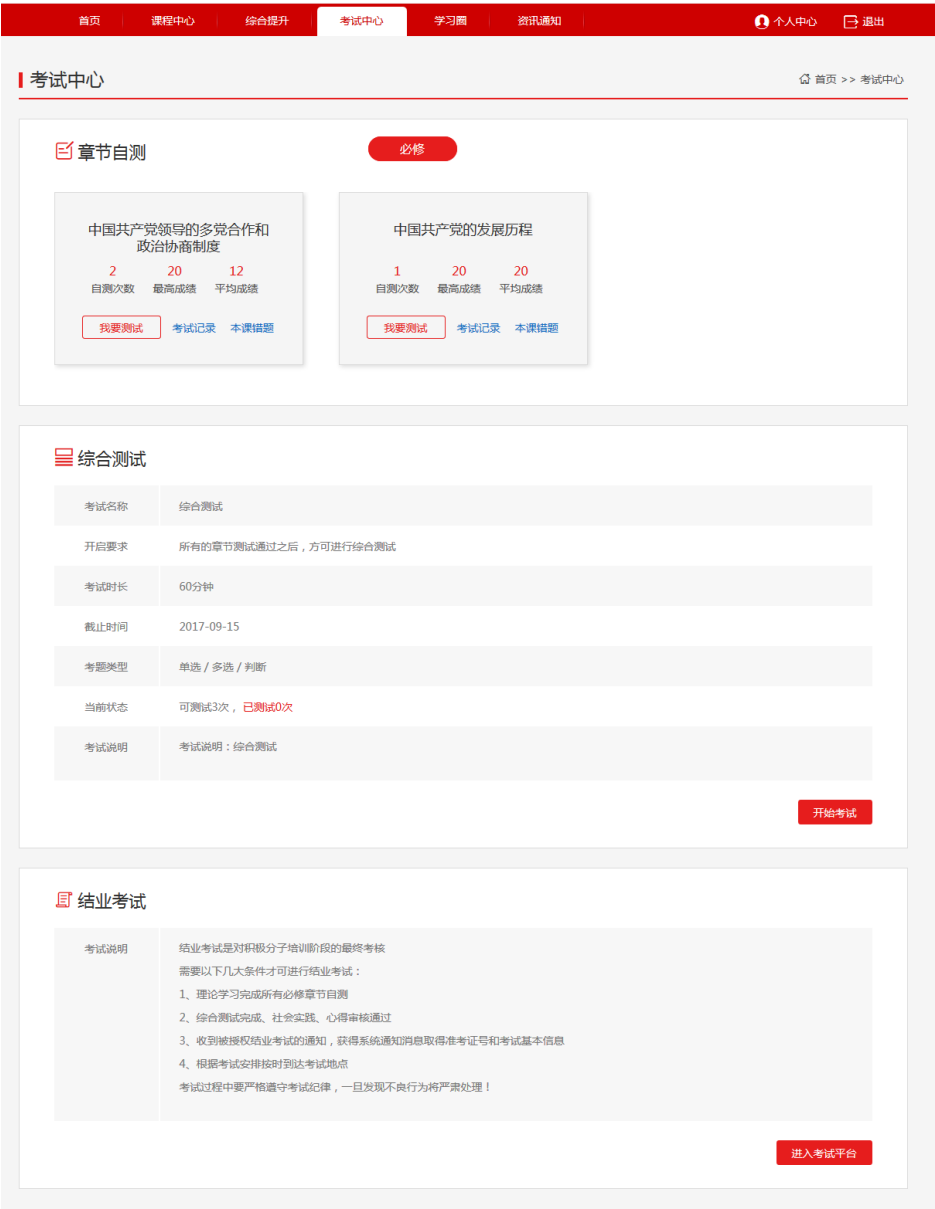 首页 课程中心 综合提升 考试中心 学习圈 资讯通知 个人中心 退出
考试中心
首页 >> 考试中心
章节自测
必修
中国共产党领导的多党合作和
政治协商制度
2 20 12
自测次数 最高成绩 平均成绩
我要测试 考试记录 本课错题
中国共产党的发展历程
1 20 20
自测次数 最高成绩 平均成绩
我要测试 考试记录 本课错题
综合测试
考试名称 综合测试
开启要求 所有的章节测试通过之后，方可进行综合测试
考试时长 60分钟
截止时间 2017-09-15
考题类型 单选 / 多选 / 判断
当前状态 可测试3次，已测试0次
考试说明 考试说明：综合测试
开始考试
结业考试
考试说明 结业考试是对积极分子培训阶段的最终考核
需要以下几大条件才可进行结业考试：
1、理论学习完成所有必修章节自测
2、综合测试完成、社会实践、心得审核通过
3、收到被授权结业考试的通知，获得系统通知消息取得准考证号和考试基本信息
4、根据考试安排按时到达考试地点
考试过程中要严格遵守考试纪律，一旦发现不良行为将严肃处理！
进入考试平台